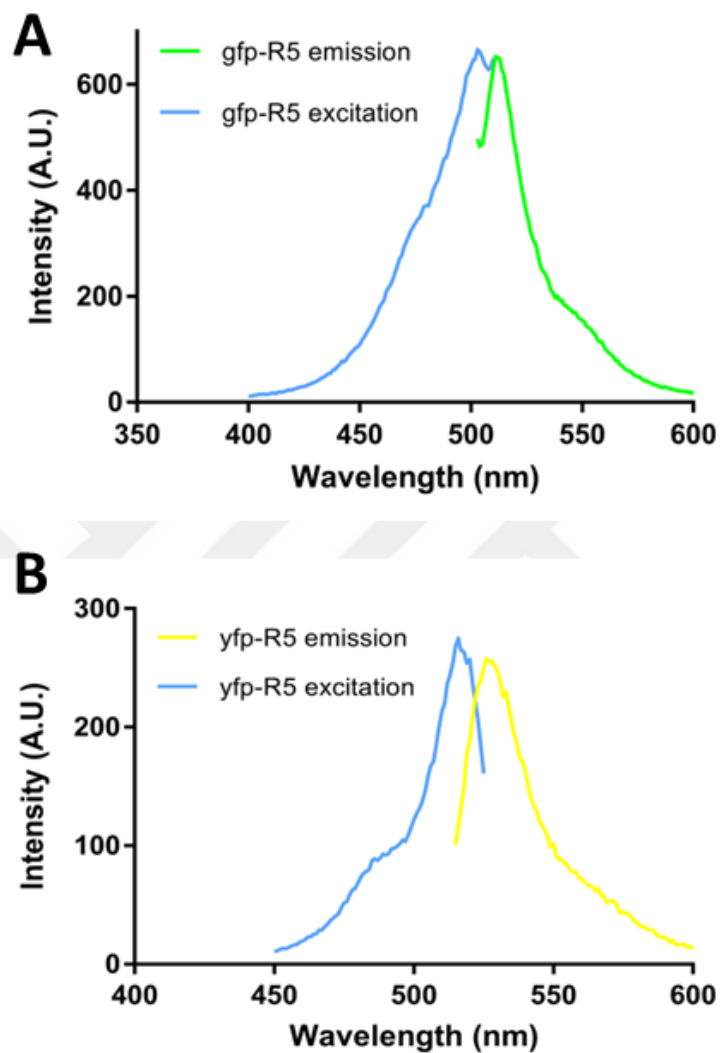 A
gfp-R5 emission
gfp-R5 excitation
Intensity (A.U.)
600
400
200
0
350 400 450 500 550 600
Wavelength (nm)
B
yfp-R5 emission
yfp-R5 excitation
Intensity (A.U.)
300
200
100
0
400 450 500 550 600
Wavelength (nm)